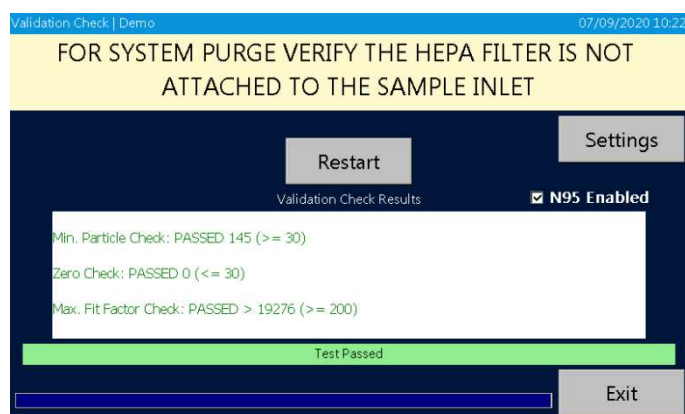 Validation Check | Demo 07/09/2020 10:22
FOR SYSTEM PURGE VERIFY THE HEPA FILTER IS NOT
ATTACHED TO THE SAMPLE INLET
Settings
Restart
Validation Check Results
N95 Enabled
Min. Particle Check: PASSED 145 (>= 30)
Zero Check: PASSED 0 (<= 30)
Max. Fit Factor Check: PASSED > 19276 (>= 200)
Test Passed
Exit